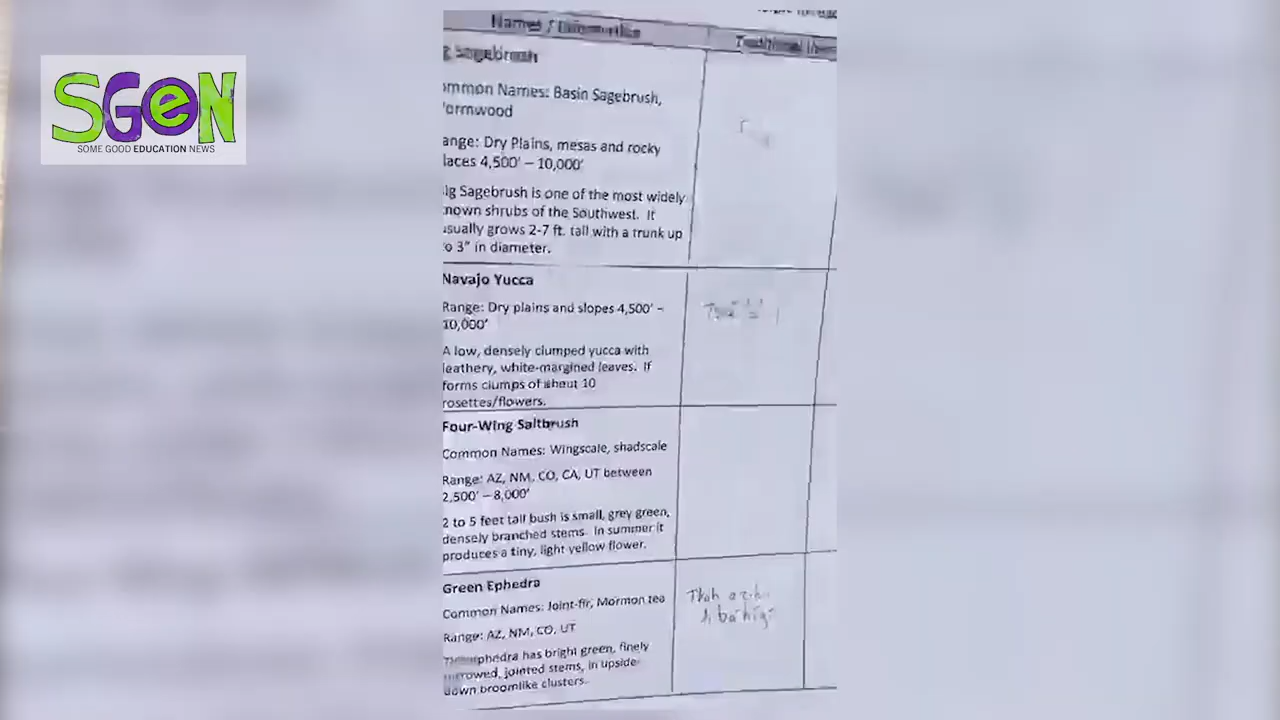 SGeN
SOME GOOD EDUCATION NEWS
Names / Information
Traditional
g Sagebrush
ommon Names: Basin Sagebrush,
ormwood
ange: Dry Plains, mesas and rocky
laces 4,500' – 10,000'
ig Sagebrush is one of the most widely
nown shrubs of the Southwest. It
usually grows 2-7 ft. tall with a trunk up
o 3" in diameter.
Navajo Yucca
Range: Dry plains and slopes 4,500' –
10,000'
A low, densely clumped yucca with
leathery, white-margined leaves. If
forms clumps of about 10
rosettes/flowers.
Four-Wing Saltbrush
Common Names: Wingscale, shadscale
Range: AZ, NM, CO, CA, UT between
2,500' – 8,000'
2 to 5 feet tall bush is small, grey green,
densely branched stems. In summer it
produces a tiny, light yellow flower.
Green Ephedra
Common Names: Joint-fir, Mormon tea
Range: AZ, NM, CO, UT
ephedra has bright green, finely
furrowed, jointed stems, in upside-
down broomlike clusters.